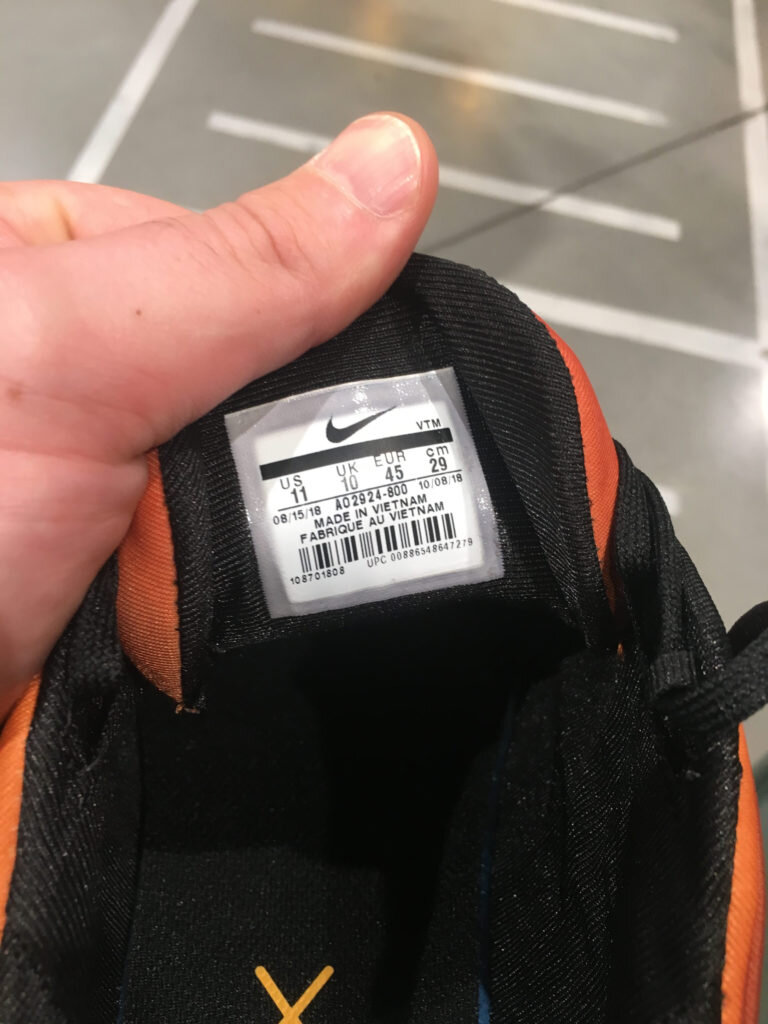 VTM
US UK EUR cm
11 10 45 29
08/15/18 AO2924-800 10/08/18
MADE IN VIETNAM
FABRIQUE AU VIETNAM
108701808 UPC 00886548647279
X